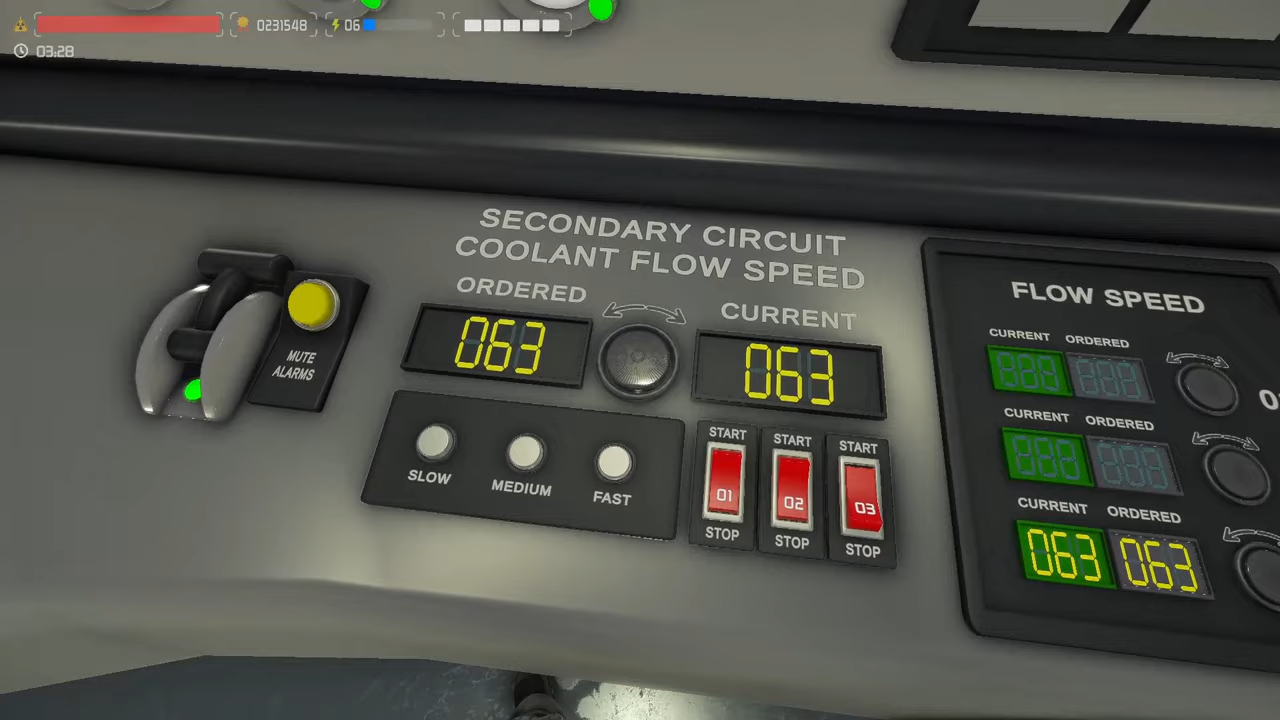 0231548
06
03:28
SECONDARY CIRCUIT
COOLANT FLOW SPEED
ORDERED
CURRENT
063
063
MUTE
ALARMS
SLOW
MEDIUM
FAST
START
START
START
01
02
03
STOP
STOP
STOP
FLOW SPEED
CURRENT ORDERED
CURRENT ORDERED
CURRENT ORDERED
063 063